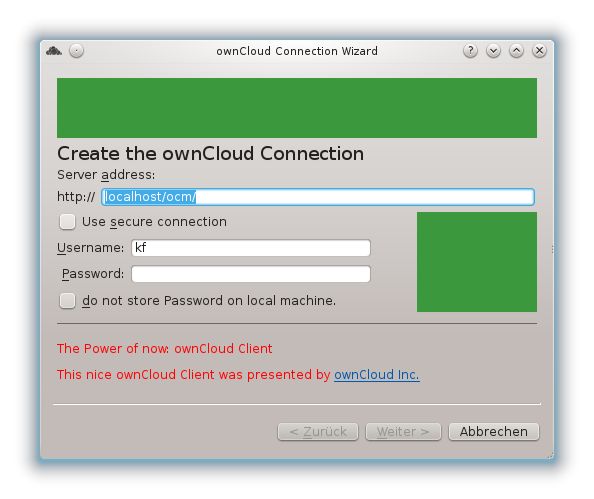 ownCloud Connection Wizard
Create the ownCloud Connection
Server address:
http:// localhost/ocm/
Use secure connection
Username: kf
Password:
do not store Password on local machine.
The Power of now: ownCloud Client
This nice ownCloud Client was presented by ownCloud Inc.
< Zurück Weiter > Abbrechen